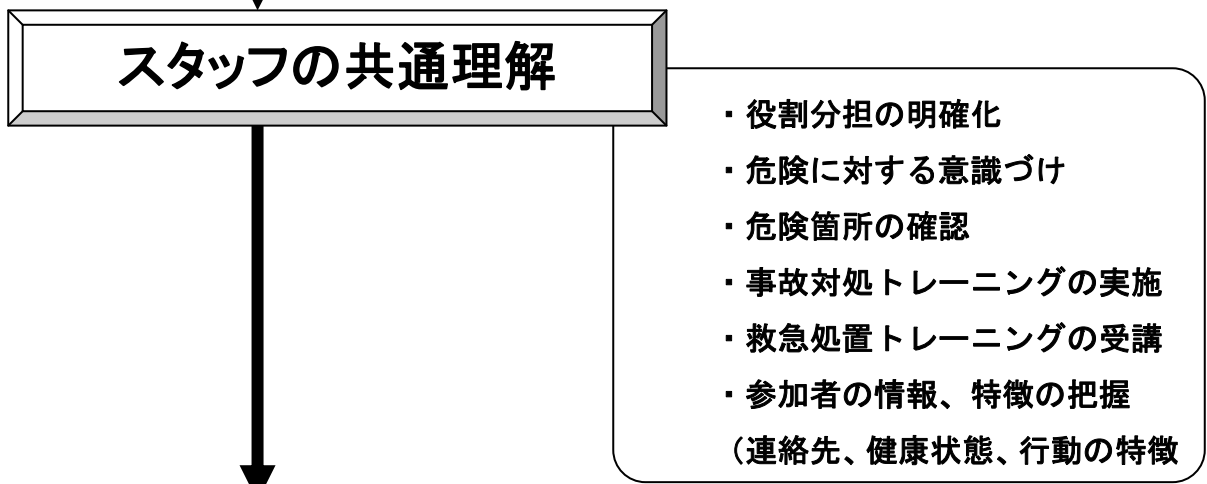 スタッフの共通理解
・役割分担の明確化
・危険に対する意識づけ
・危険箇所の確認
・事故対処トレーニングの実施
・救急処置トレーニングの受講
・参加者の情報、特徴の把握
（連絡先、健康状態、行動の特徴